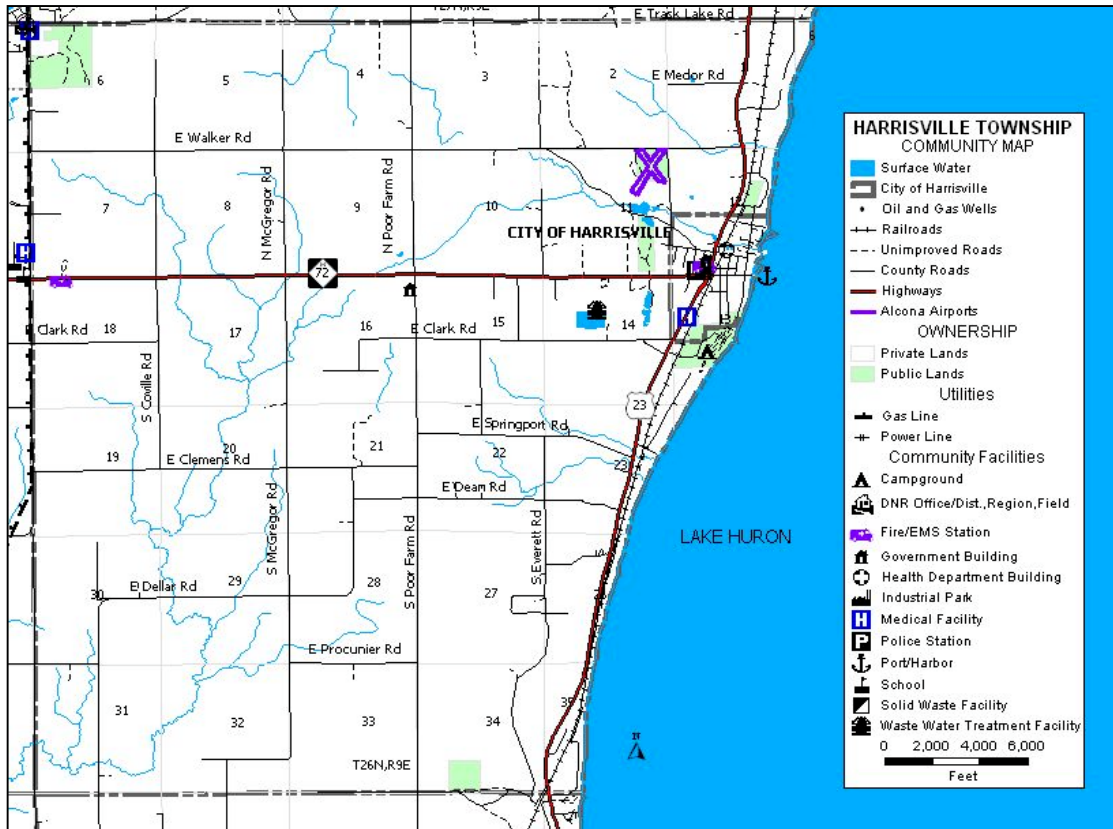 E Track Lake Rd
6
6
5
4
3
2
E Medor Rd
E Walker Rd
N McGregor Rd
N Poor Farm Rd
7
8
9
10
11
12
CITY OF HARRISVILLE
72
E Clark Rd
18
17
16
E Clark Rd
15
14
13
S Coville Rd
23
E Springport Rd
19
20
E Clemens Rd
21
22
23
E Dean Rd
S McGregor Rd
S Poor Farm Rd
S Everett Rd
LAKE HURON
30
E Dellar Rd
29
28
27
E Procunier Rd
31
32
33
34
35
T26N,R9E
N
HARRISVILLE TOWNSHIP
COMMUNITY MAP
Surface Water
City of Harrisville
Oil and Gas Wells
Railroads
Unimproved Roads
County Roads
Highways
Alcona Airports
OWNERSHIP
Private Lands
Public Lands
Utilities
Gas Line
Power Line
Community Facilities
Campground
DNR Office/Dist.,Region,Field
Fire/EMS Station
Government Building
Health Department Building
Industrial Park
H Medical Facility
P Police Station
Port/Harbor
School
Solid Waste Facility
Waste Water Treatment Facility
0 2,000 4,000 6,000
Feet